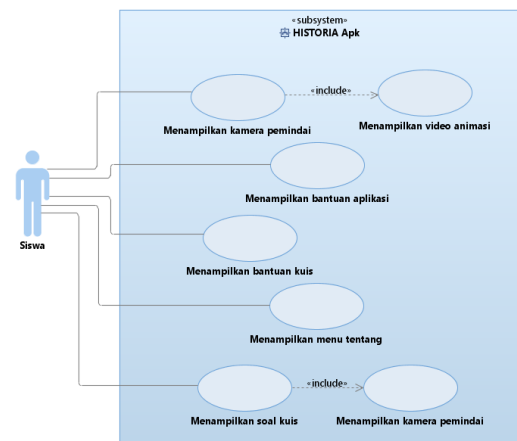 «subsystem»
HISTORIA Apk
«include»
Menampilkan kamera pemindai
Menampilkan video animasi
Menampilkan bantuan aplikasi
Siswa
Menampilkan bantuan kuis
Menampilkan menu tentang
«include»
Menampilkan soal kuis
Menampilkan kamera pemindai